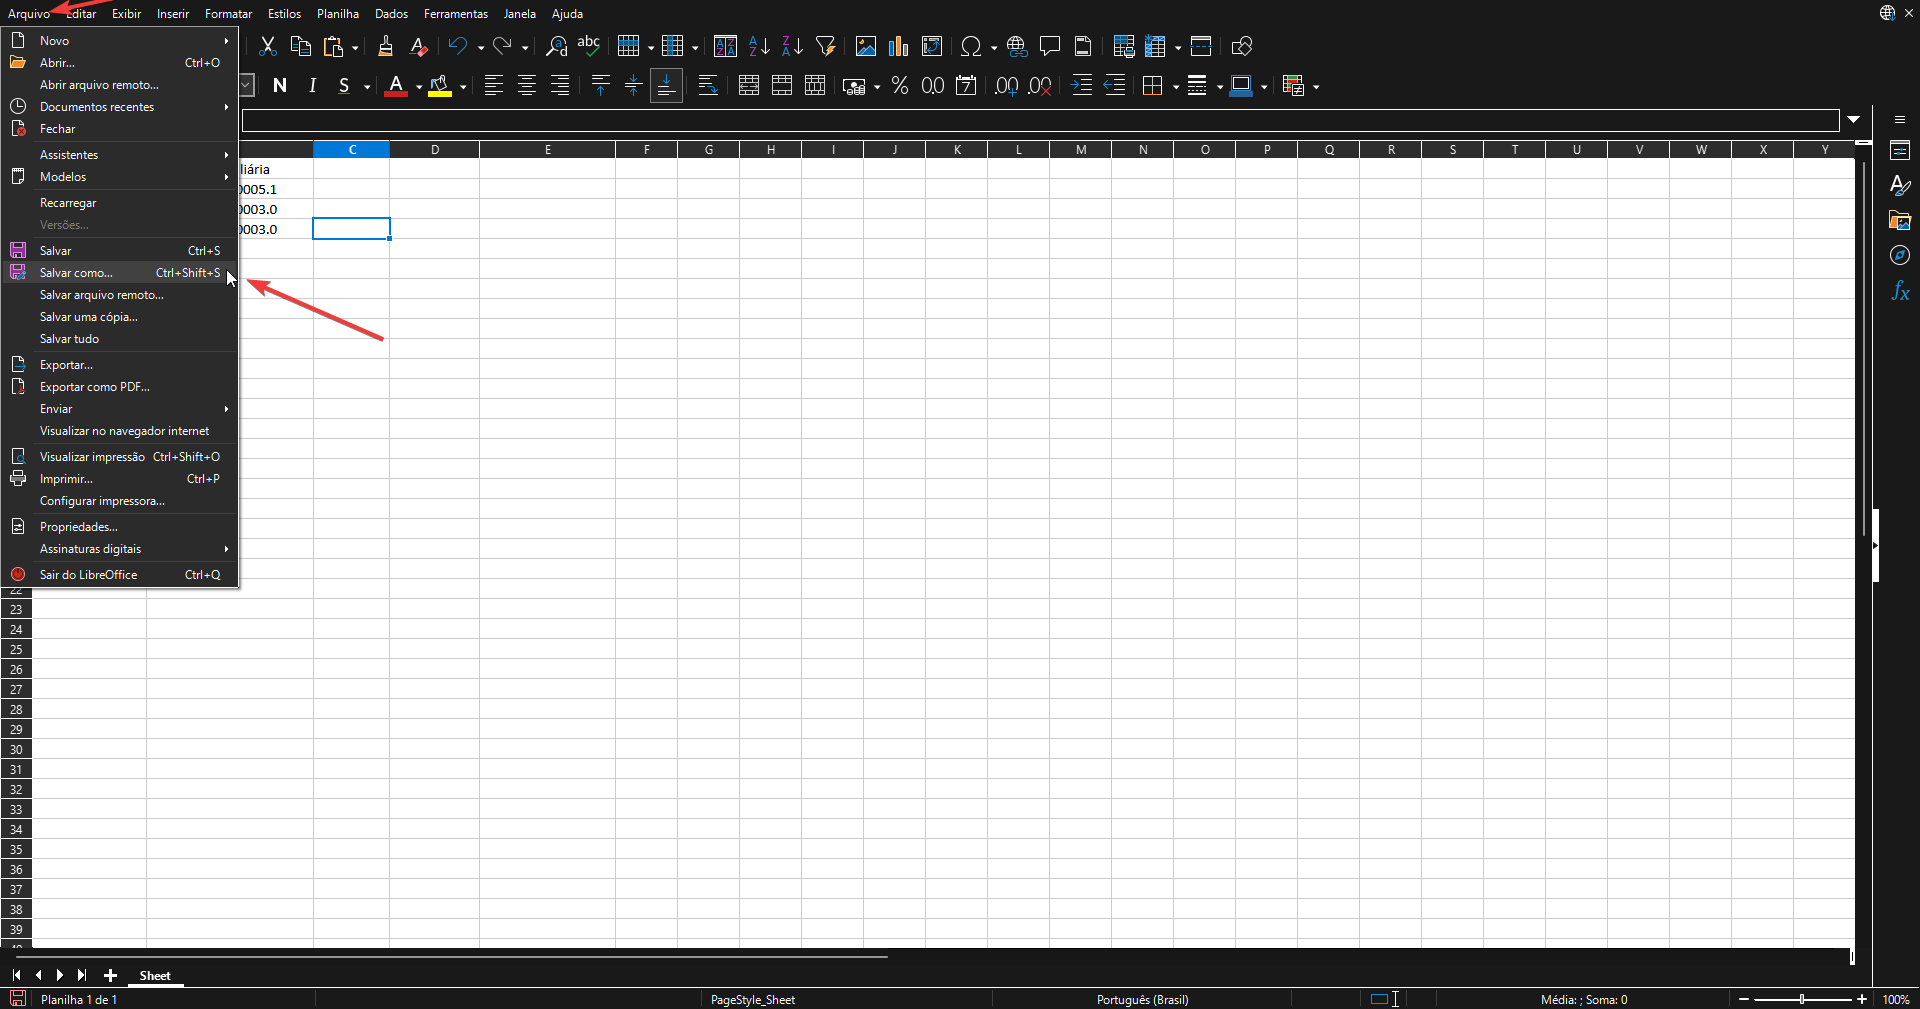 Arquivo Editar Exibir Inserir Formatar Estilos Planilha Dados Ferramentas Janela Ajuda
Novo
Abrir... Ctrl+O
Abrir arquivo remoto...
Documentos recentes
Fechar
Assistentes
Modelos
Recarregar
Versões...
Salvar Ctrl+S
Salvar como... Ctrl+Shift+S
Salvar arquivo remoto...
Salvar uma cópia...
Salvar tudo
Exportar...
Exportar como PDF...
Enviar
Visualizar no navegador internet
Visualizar impressão Ctrl+Shift+O
Imprimir... Ctrl+P
Configurar impressora...
Propriedades...
Assinaturas digitais
Sair do LibreOffice Ctrl+Q
abc
N I S A
% 0,0 7 .00 .00
C D E F G H I J K L M N O P Q R S T U V W X Y
liária
0005.1
0003.0
0003.0
22
23
24
25
26
27
28
29
30
31
32
33
34
35
36
37
38
39
Sheet
Planilha 1 de 1 PageStyle_Sheet Português (Brasil) Média: ; Soma: 0 100%